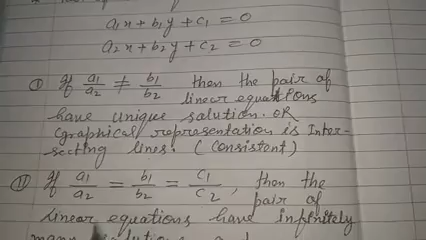 a₁x + b₁y + c₁ = 0
a₂x + b₂y + c₂ = 0
① If a₁/a₂ ≠ b₁/b₂ then the pair of
linear equations
have unique solution. OR
(graphical representation is Inter-
secting lines. (Consistent)
② If a₁/a₂ = b₁/b₂ = c₁/c₂, then the
pair of
linear equations have infinitely